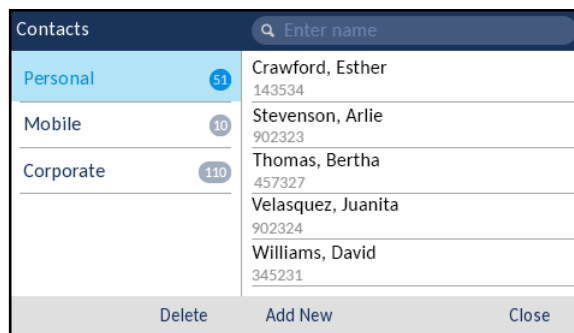 Contacts
Enter name
Personal 51
Mobile 10
Corporate 110
Crawford, Esther
143534
Stevenson, Arlie
902323
Thomas, Bertha
457327
Velasquez, Juanita
902324
Williams, David
345231
Delete Add New Close